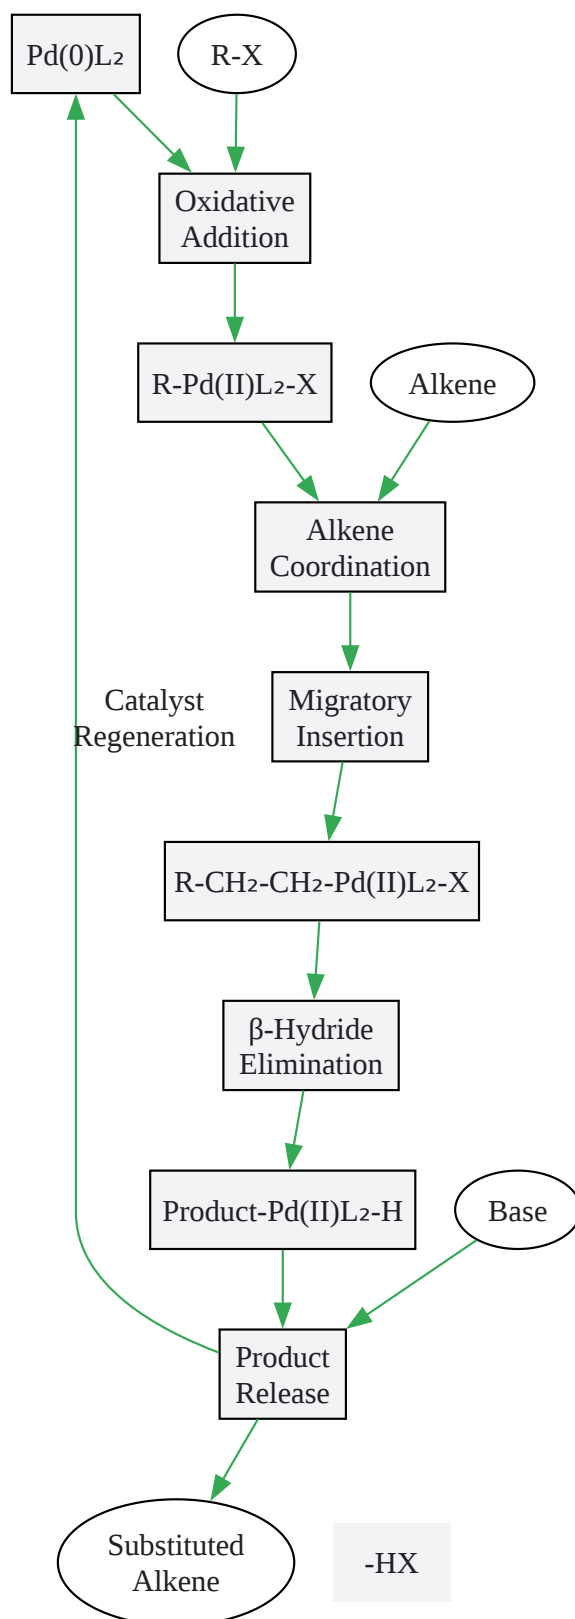 Pd(0)L₂
R-X
Oxidative
Addition
R-Pd(II)L₂-X
Alkene
Alkene
Coordination
Catalyst
Regeneration
Migratory
Insertion
R-CH₂-CH₂-Pd(II)L₂-X
β-Hydride
Elimination
Product-Pd(II)L₂-H
Base
Product
Release
Substituted
Alkene
-HX